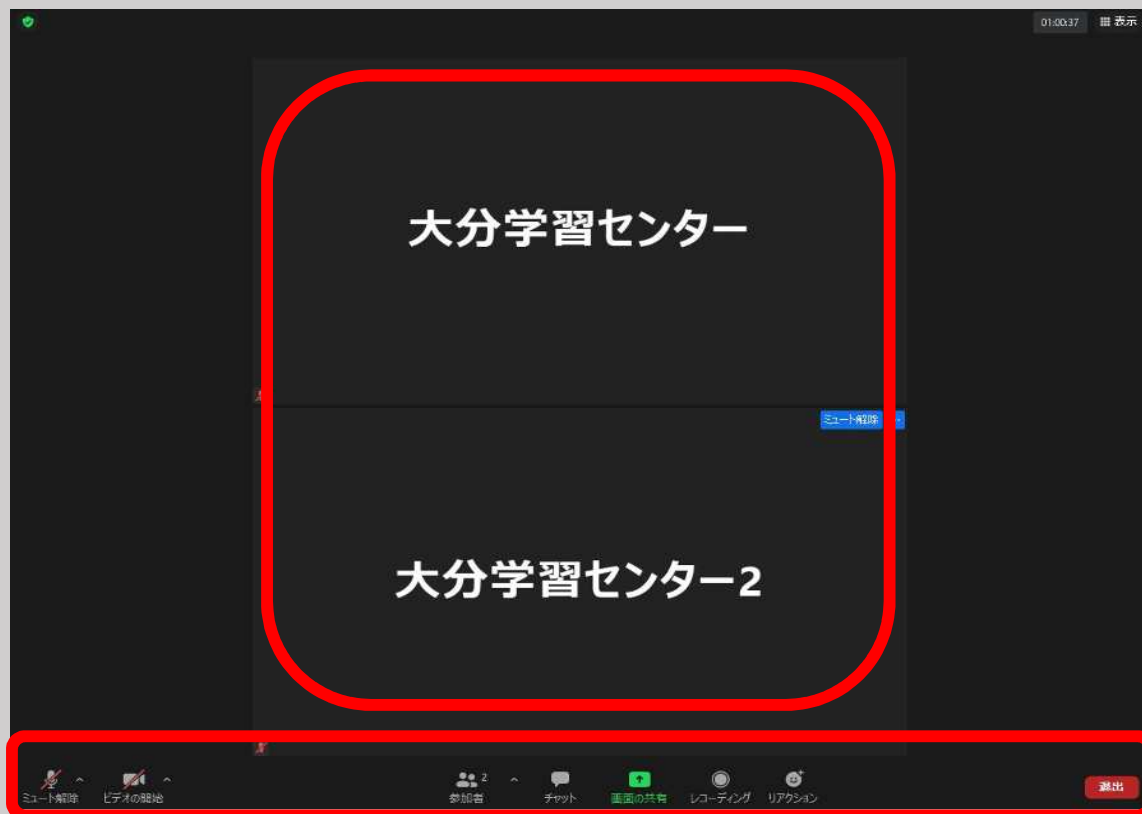 01:00:37 表示
大分学習センター
ミュート解除
大分学習センター2
ミュート解除 ビデオの開始 参加者 2 チャット 画面の共有 レコーディング リアクション 退出